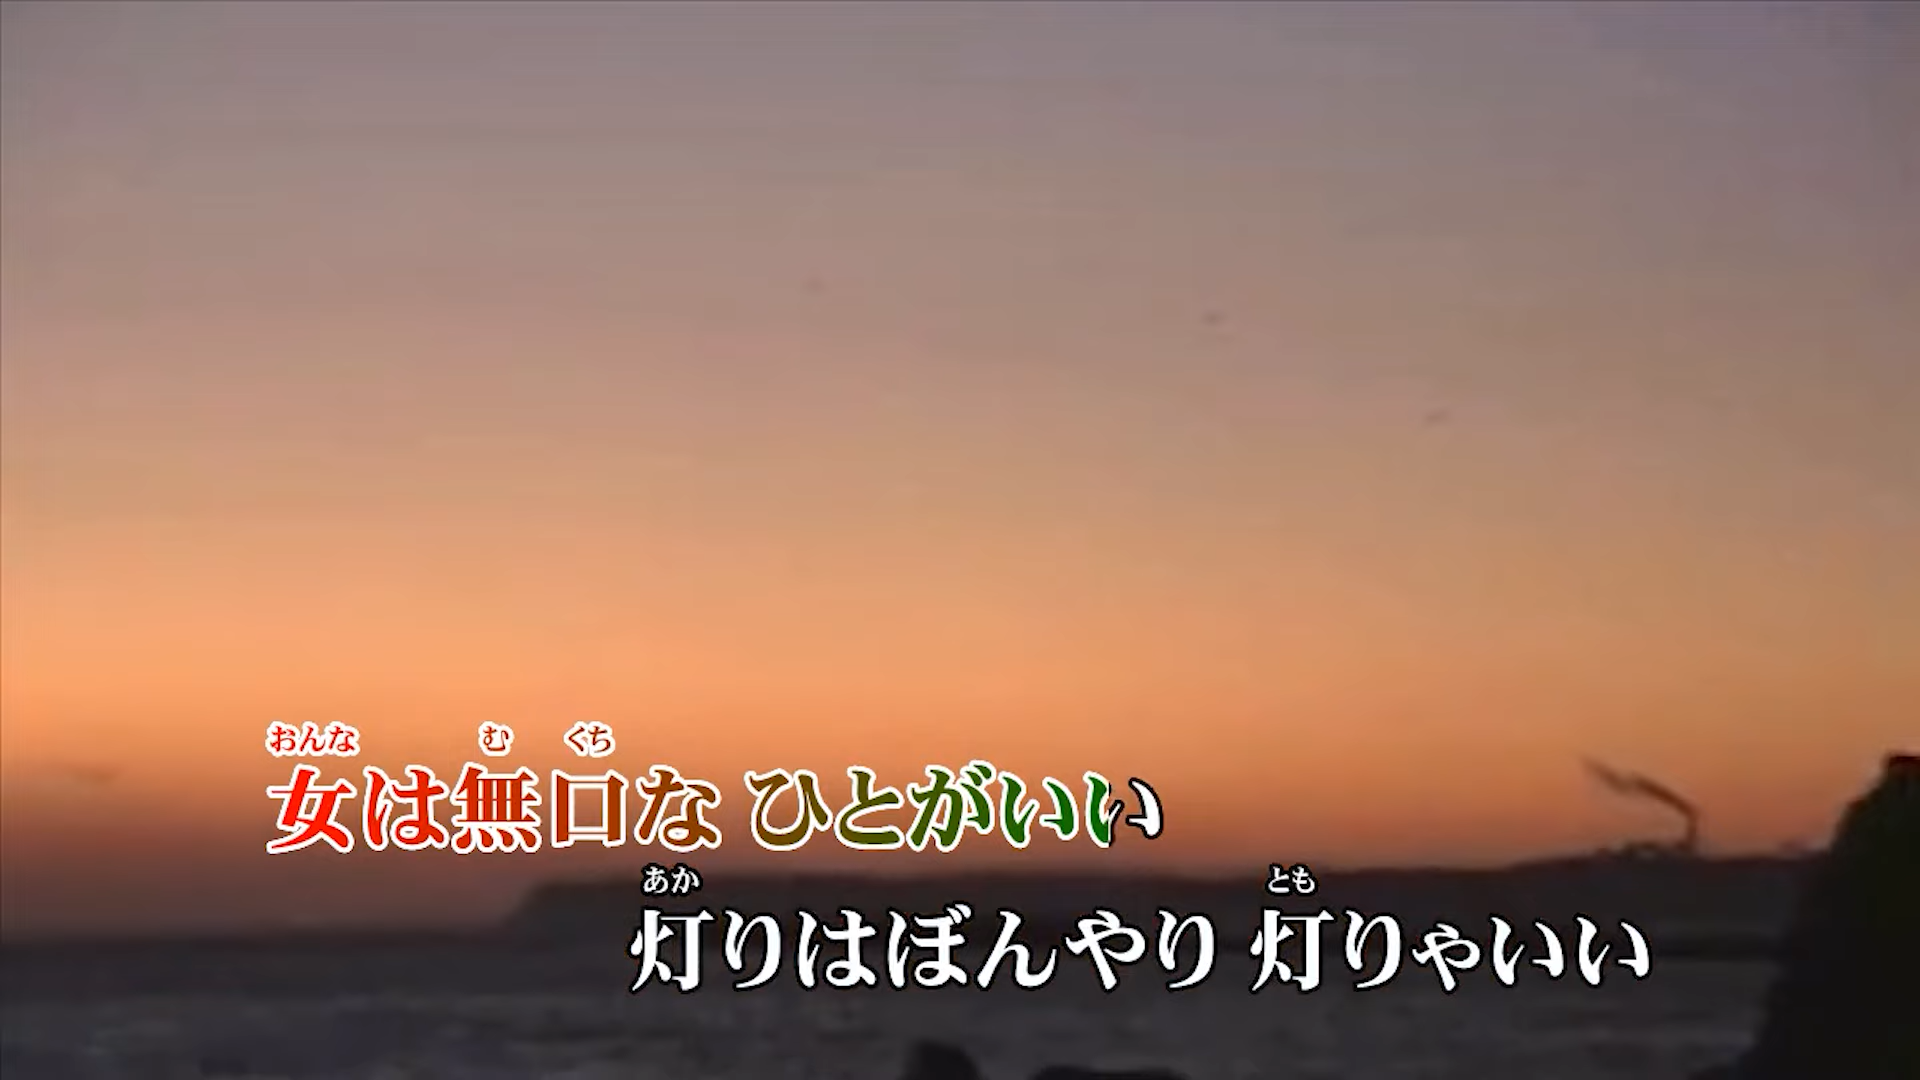 おんな む くち
女は無口な ひとがいい
あか とも
灯りはぼんやり 灯りゃいい